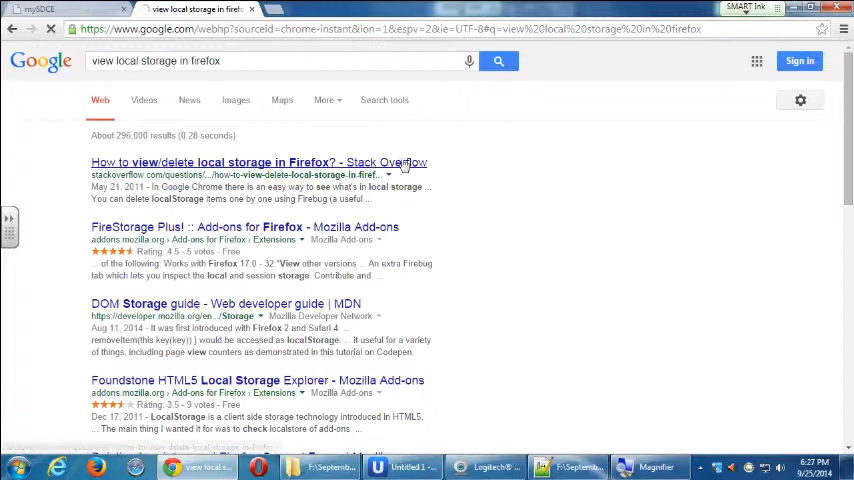 mySDCE
view local storage in firefo
SMART Ink
https://www.google.com/webhp?sourceid=chrome-instant&ion=1&espv=2&ie=UTF-8#q=view%20local%20storage%20in%20firefox
Google
view local storage in firefox
Sign in
Web Videos News Images Maps More Search tools
About 296,000 results (0.28 seconds)
How to view/delete local storage in Firefox? - Stack Overflow
stackoverflow.com/questions/.../how-to-view-delete-local-storage-in-firef...
May 21, 2011 - In Google Chrome there is an easy way to see what's in local storage ...
You can delete localStorage items one by one using Firebug (a useful ...
FireStorage Plus! :: Add-ons for Firefox - Mozilla Add-ons
addons.mozilla.org › Add-ons for Firefox › Extensions Mozilla Add-ons
Rating: 4.5 - 5 votes - Free
... of the following: Works with Firefox 17.0 - 32.*View other versions ... An extra Firebug
tab which lets you inspect the local and session storage. Contribute and ...
DOM Storage guide - Web developer guide | MDN
https://developer.mozilla.org/en.../Storage Mozilla Developer Network
Aug 11, 2014 - It was first introduced with Firefox 2 and Safari 4 ...
removeItem(this.key(key)) } would be accessed as localStorage. ... it useful for a variety
of things, including page view counters as demonstrated in this tutorial on Codepen.
Foundstone HTML5 Local Storage Explorer - Mozilla Add-ons
addons.mozilla.org › Add-ons for Firefox › Extensions Mozilla Add-ons
Rating: 3.5 - 9 votes - Free
Dec 17, 2011 - LocalStorage is a client side storage technology introduced in HTML5.
... The main thing I wanted it for was to check localstore of add-ons ...
view local s...
F:\Septemb...
Untitled 1 -...
Logitech® ...
F:\Septemb...
Magnifier
6:27 PM
9/25/2014